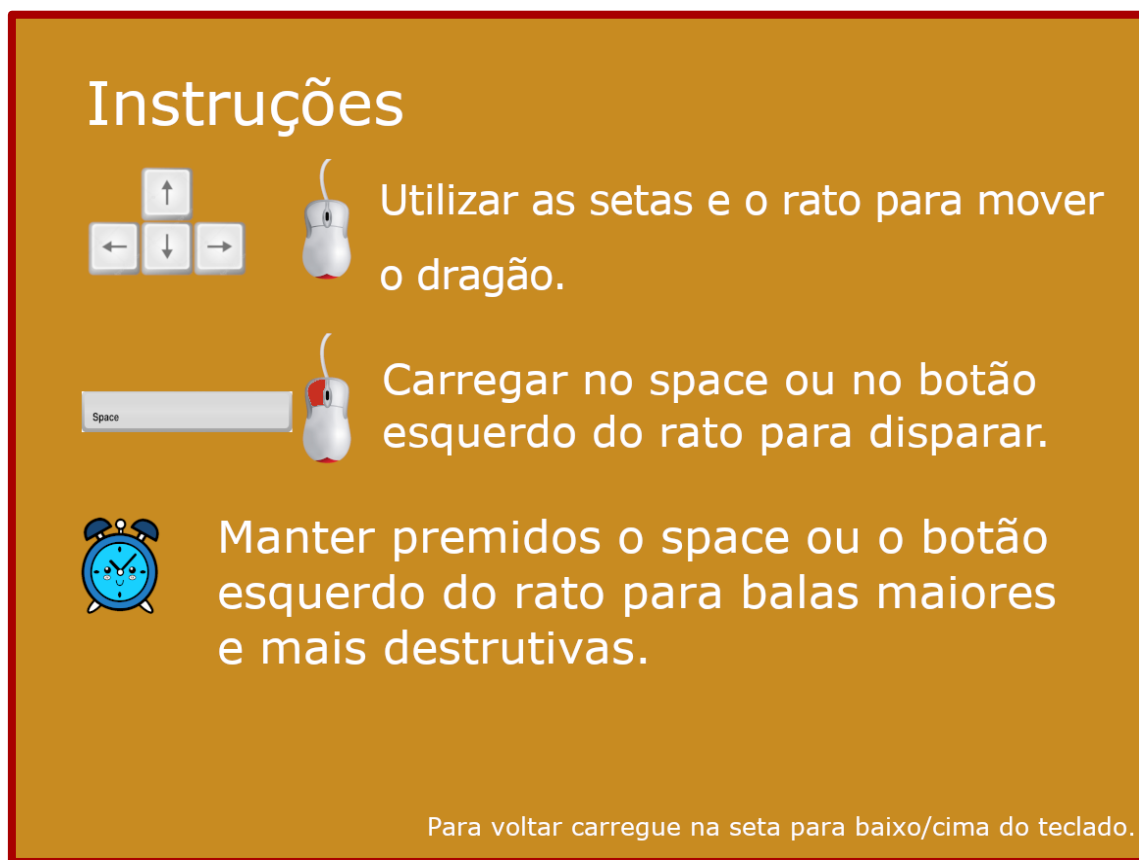 Instruções
Utilizar as setas e o rato para mover
o dragão.
Space
Carregar no space ou no botão
esquerdo do rato para disparar.
Manter premidos o space ou o botão
esquerdo do rato para balas maiores
e mais destrutivas.
Para voltar carregue na seta para baixo/cima do teclado.